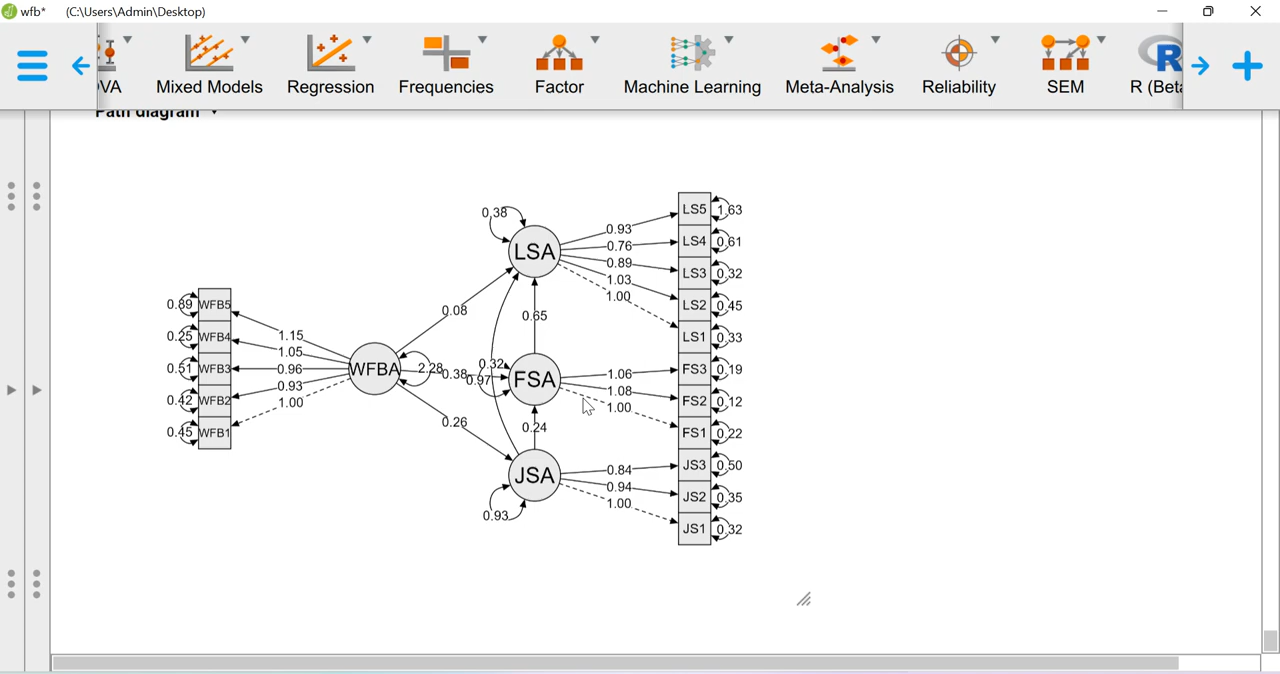 wfb* (C:\Users\Admin\Desktop)
OVA Mixed Models Regression Frequencies Factor Machine Learning Meta-Analysis Reliability SEM R (Beta
Path diagram
0.38
LSA
0.93
0.76
0.89
1.03
1.00
LS5 1.63
LS4 0.61
LS3 0.32
LS2 0.45
LS1 0.33
0.08
0.65
0.89 WFB5
0.25 WFB4
0.51 WFB3
0.42 WFB2
0.45 WFB1
1.15
1.05
0.96
0.93
1.00
WFBA
2.28
0.38
0.32
0.97
FSA
1.06
1.08
1.00
FS3 0.19
FS2 0.12
FS1 0.22
0.26
0.24
JSA
0.93
0.84
0.94
1.00
JS3 0.50
JS2 0.35
JS1 0.32